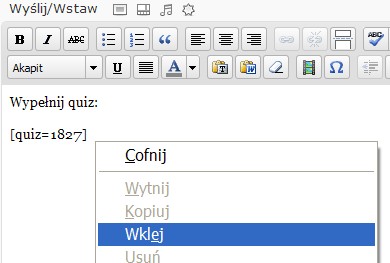 Wyślij/Wstaw
B I ABC
Akapit U A
Wypełnij quiz:
[quiz=1827]
Cofnij
Wytnij
Kopiuj
Wklej
Usuń